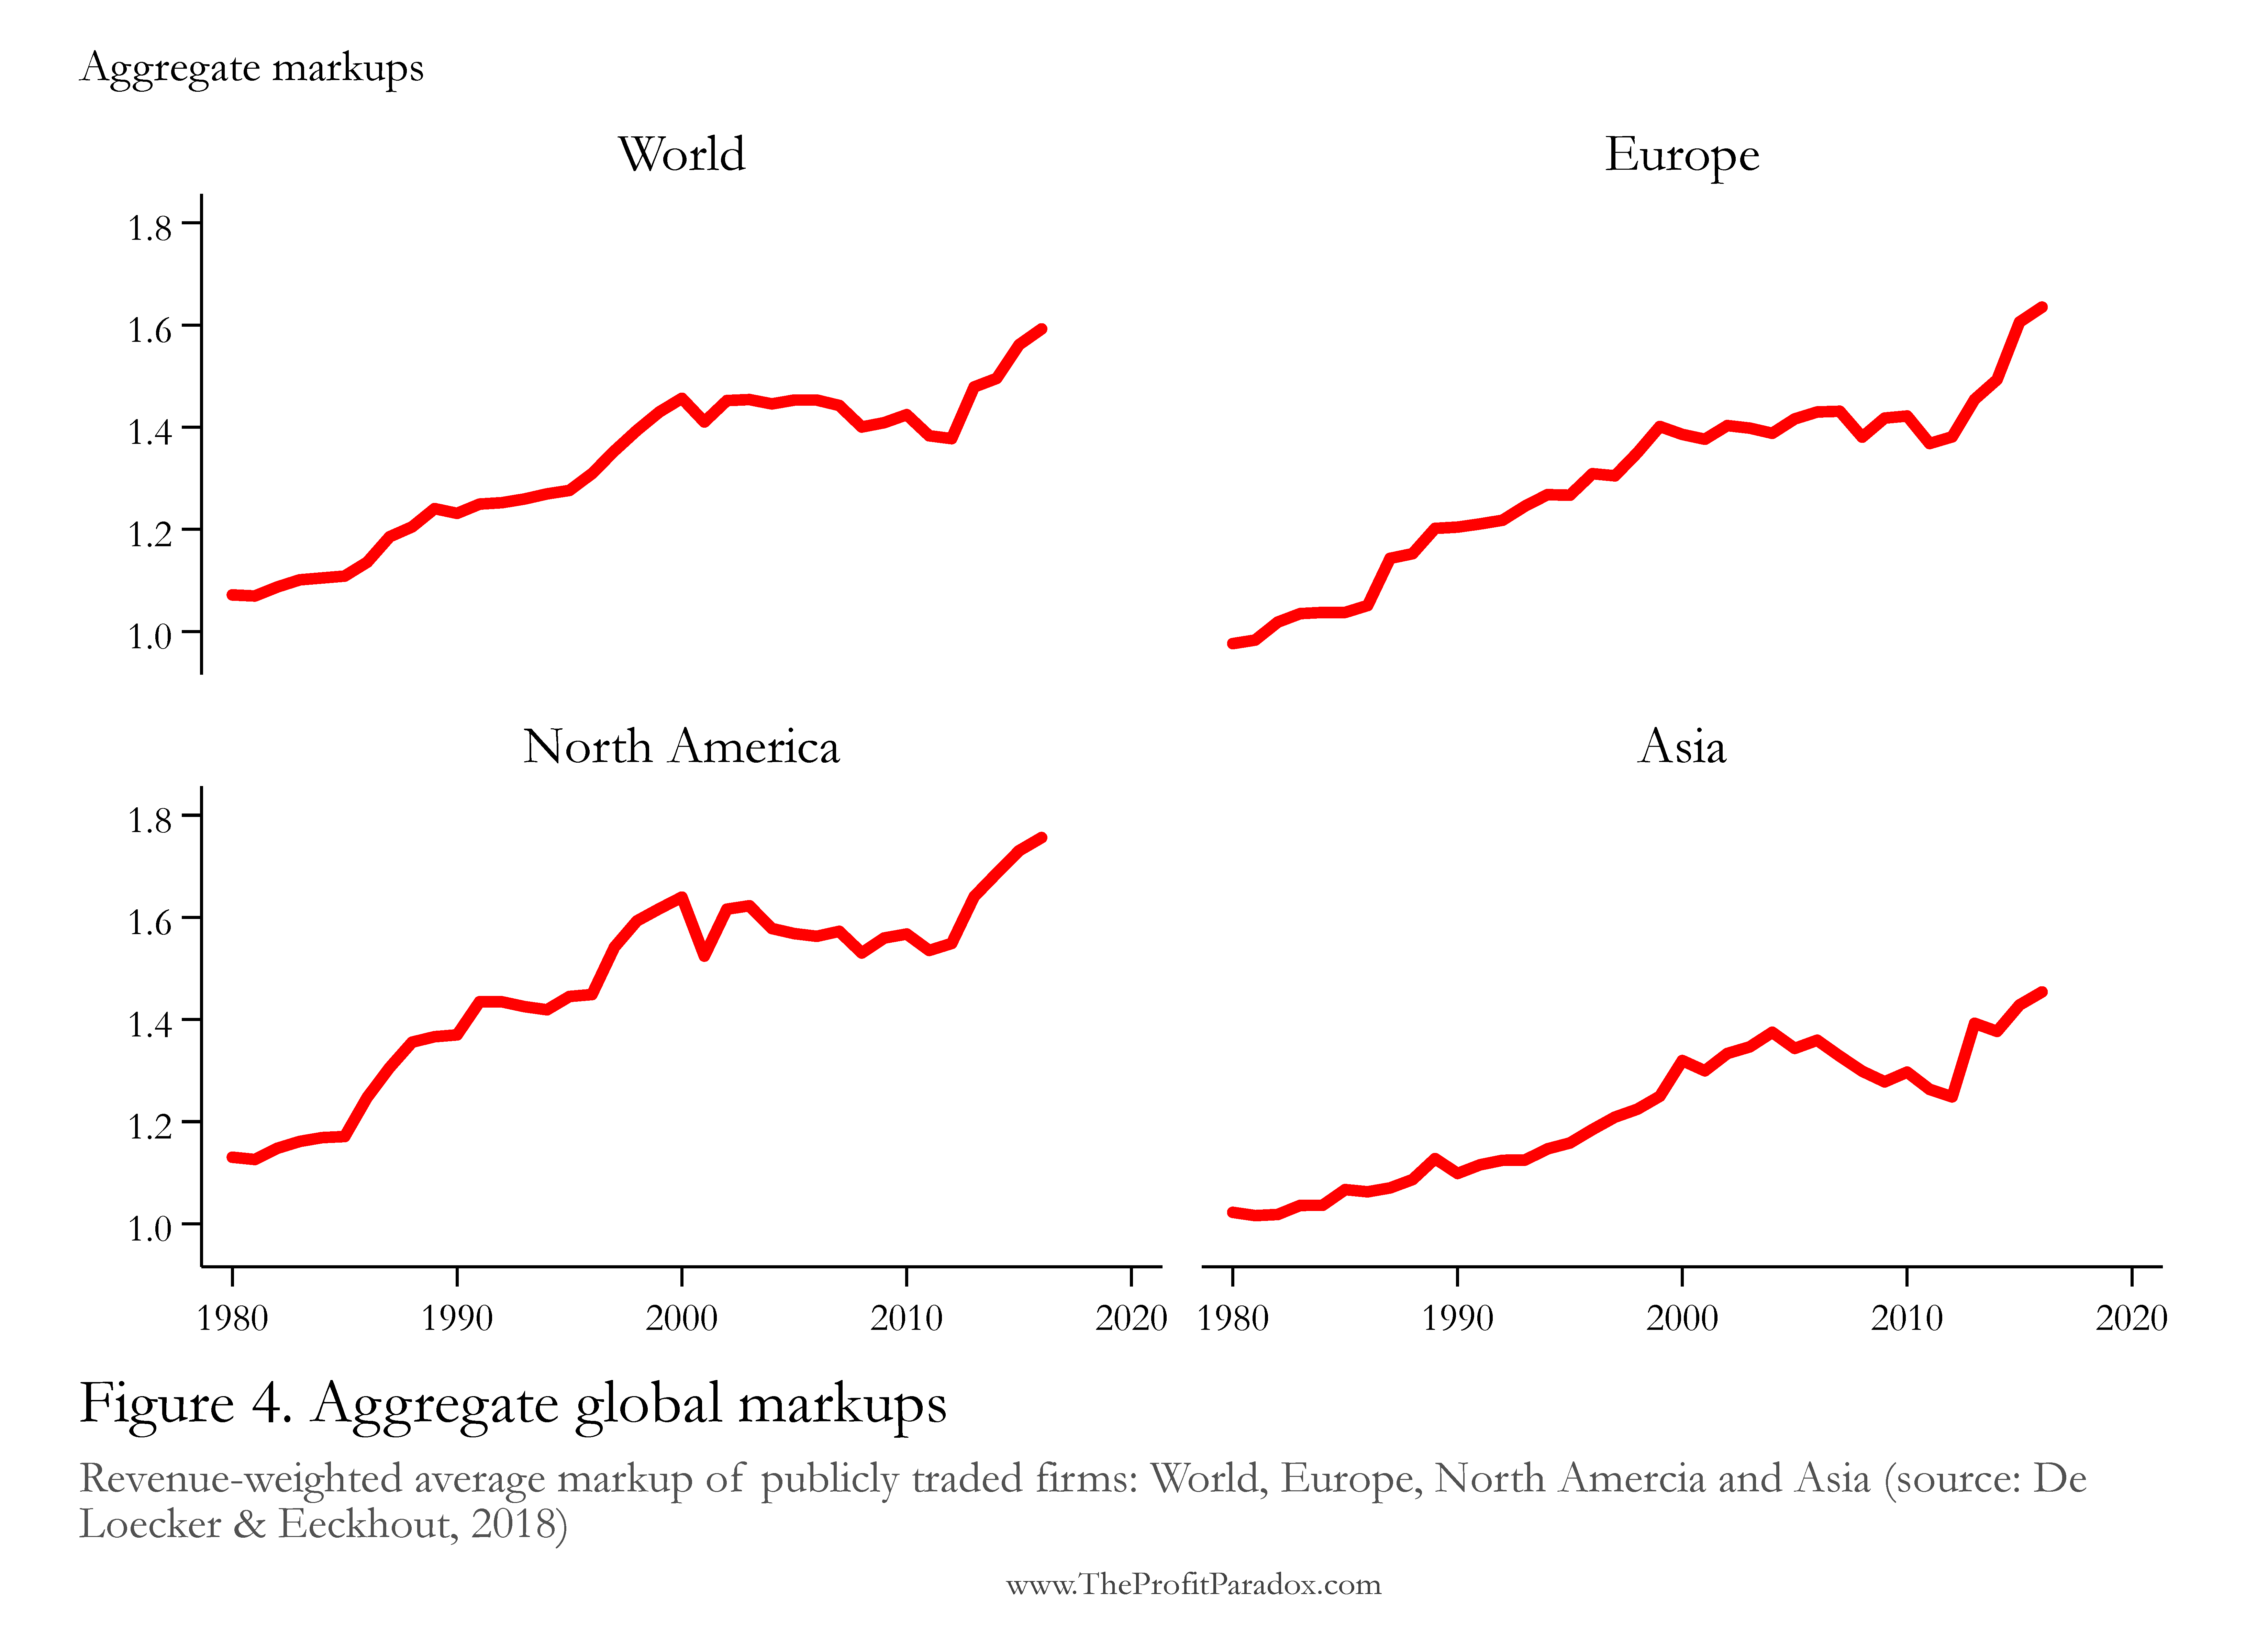 Aggregate markups
World
Europe
1.8
1.6
1.4
1.2
1.0
North America
Asia
1.8
1.6
1.4
1.2
1.0
1980 1990 2000 2010 2020 1980 1990 2000 2010 2020
Figure 4. Aggregate global markups
Revenue-weighted average markup of publicly traded firms: World, Europe, North Amercia and Asia (source: De
Loecker & Eeckhout, 2018)
www.TheProfitParadox.com